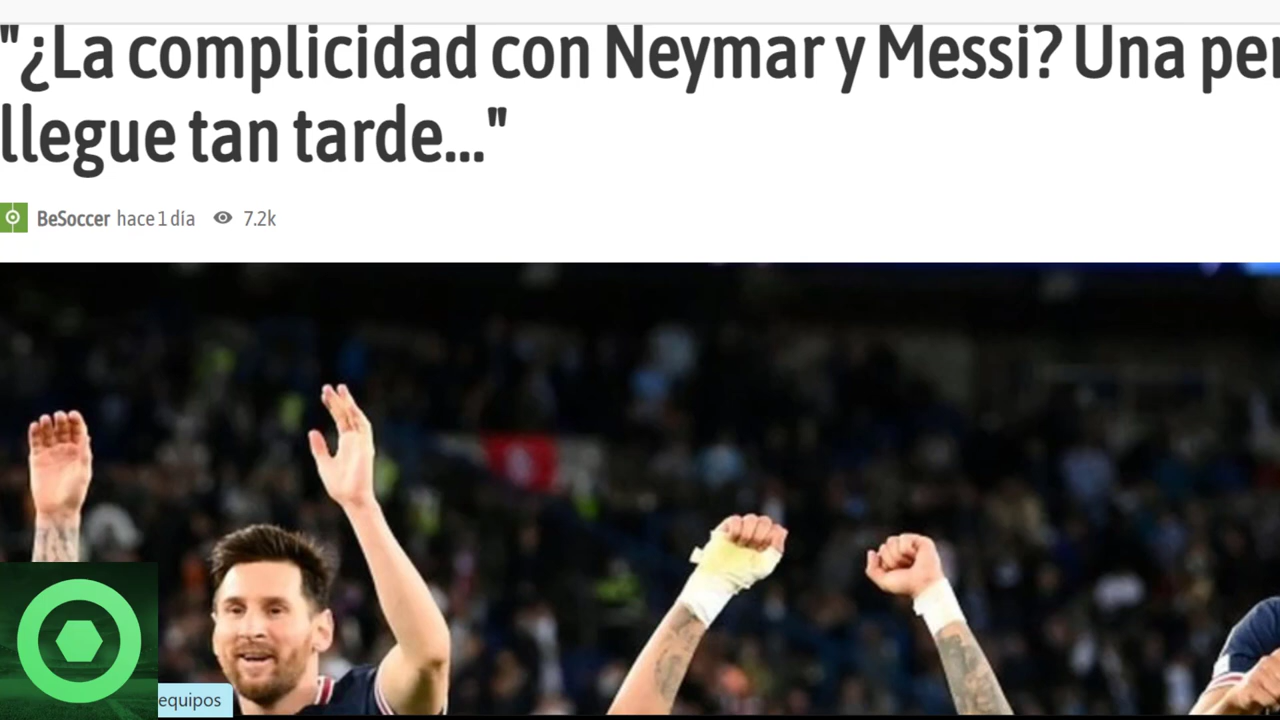 "¿La complicidad con Neymar y Messi? Una
llegue tan tarde..."
BeSoccer hace 1 día 7.2k
equipos